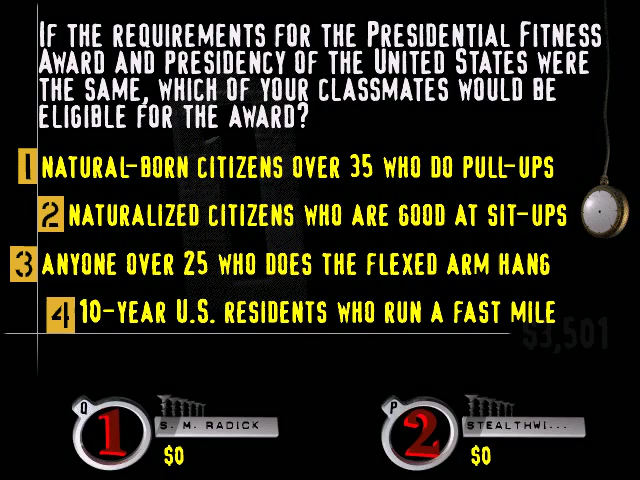 If the requirements for the Presidential Fitness
Award and presidency of the United States were
the same, which of your classmates would be
eligible for the award?
1 natural-born citizens over 35 who do pull-ups
2 naturalized citizens who are good at sit-ups
3 anyone over 25 who does the flexed arm hang
4 10-year U.S. residents who run a fast mile
$3,501
Q P
1 S. M. RADICK 2 STEALTHWI...
$0 $0